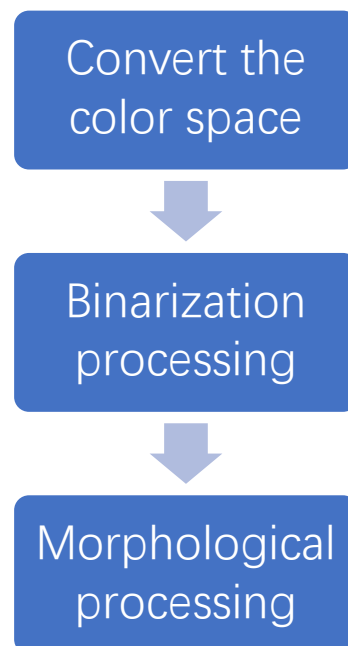 Convert the
color space
Binarization
processing
Morphological
processing